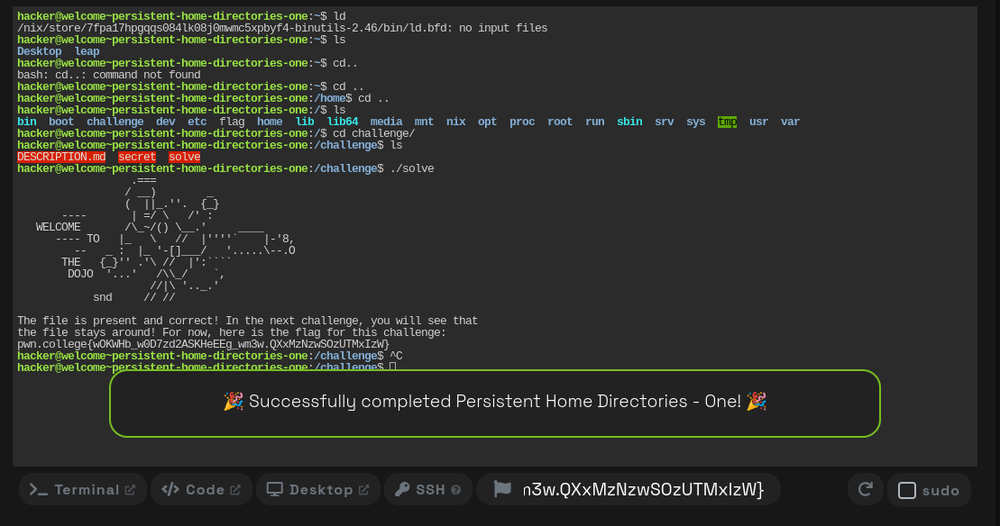 hacker@welcome~persistent-home-directories-one:~$ ld
/nix/store/7fpa17hpgqqs084lk08j0mwmc5xpbyf4-binutils-2.46/bin/ld.bfd: no input files
hacker@welcome~persistent-home-directories-one:~$ ls
Desktop  leap
hacker@welcome~persistent-home-directories-one:~$ cd..
bash: cd..: command not found
hacker@welcome~persistent-home-directories-one:~$ cd ..
hacker@welcome~persistent-home-directories-one:/home$ cd ..
hacker@welcome~persistent-home-directories-one:/$ ls
bin  boot  challenge  dev  etc  flag  home  lib  lib64  media  mnt  nix  opt  proc  root  run  sbin  srv  sys  tmp  usr  var
hacker@welcome~persistent-home-directories-one:/$ cd challenge/
hacker@welcome~persistent-home-directories-one:/challenge$ ls
DESCRIPTION.md  secret  solve
hacker@welcome~persistent-home-directories-one:/challenge$ ./solve
                  .===
                 / __)        _
                 (  ||_.''.  {_}
       ----       | =/ \   /' :
   WELCOME       /\_~/() \__.'     ____
      ---- TO   |_   \   //  |''''`    |-'8,
         --   _ :  |_ '-[]___/   '.....\--.O
       THE   {_}'' .'\ //  |':````
        DOJO  '...'   /\\_/    `,
                     //|\ '.._.'
            snd     // //
The file is present and correct! In the next challenge, you will see that
the file stays around! For now, here is the flag for this challenge:
pwn.college{wOKWHb_w0D7zd2ASKHeEEg_wm3w.QXxMzNzwSOzUTMxIzW}
hacker@welcome~persistent-home-directories-one:/challenge$ ^C
hacker@welcome~persistent-home-directories-one:/challenge$
🎉 Successfully completed Persistent Home Directories - One! 🎉
Terminal Code Desktop SSH n3w.QXxMzNzwSOzUTMxIzW} sudo